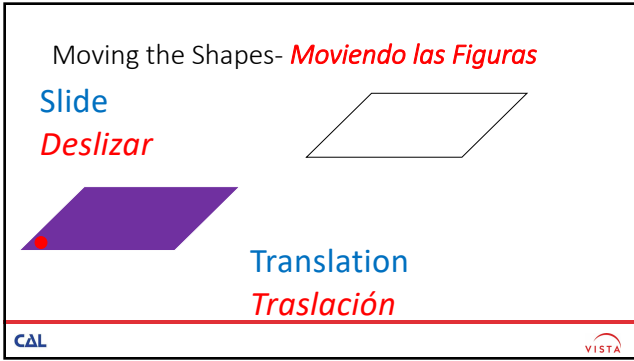 Moving the Shapes- Moviendo las Figuras
Slide
Deslizar
Translation
Traslación
CAL
VISTA